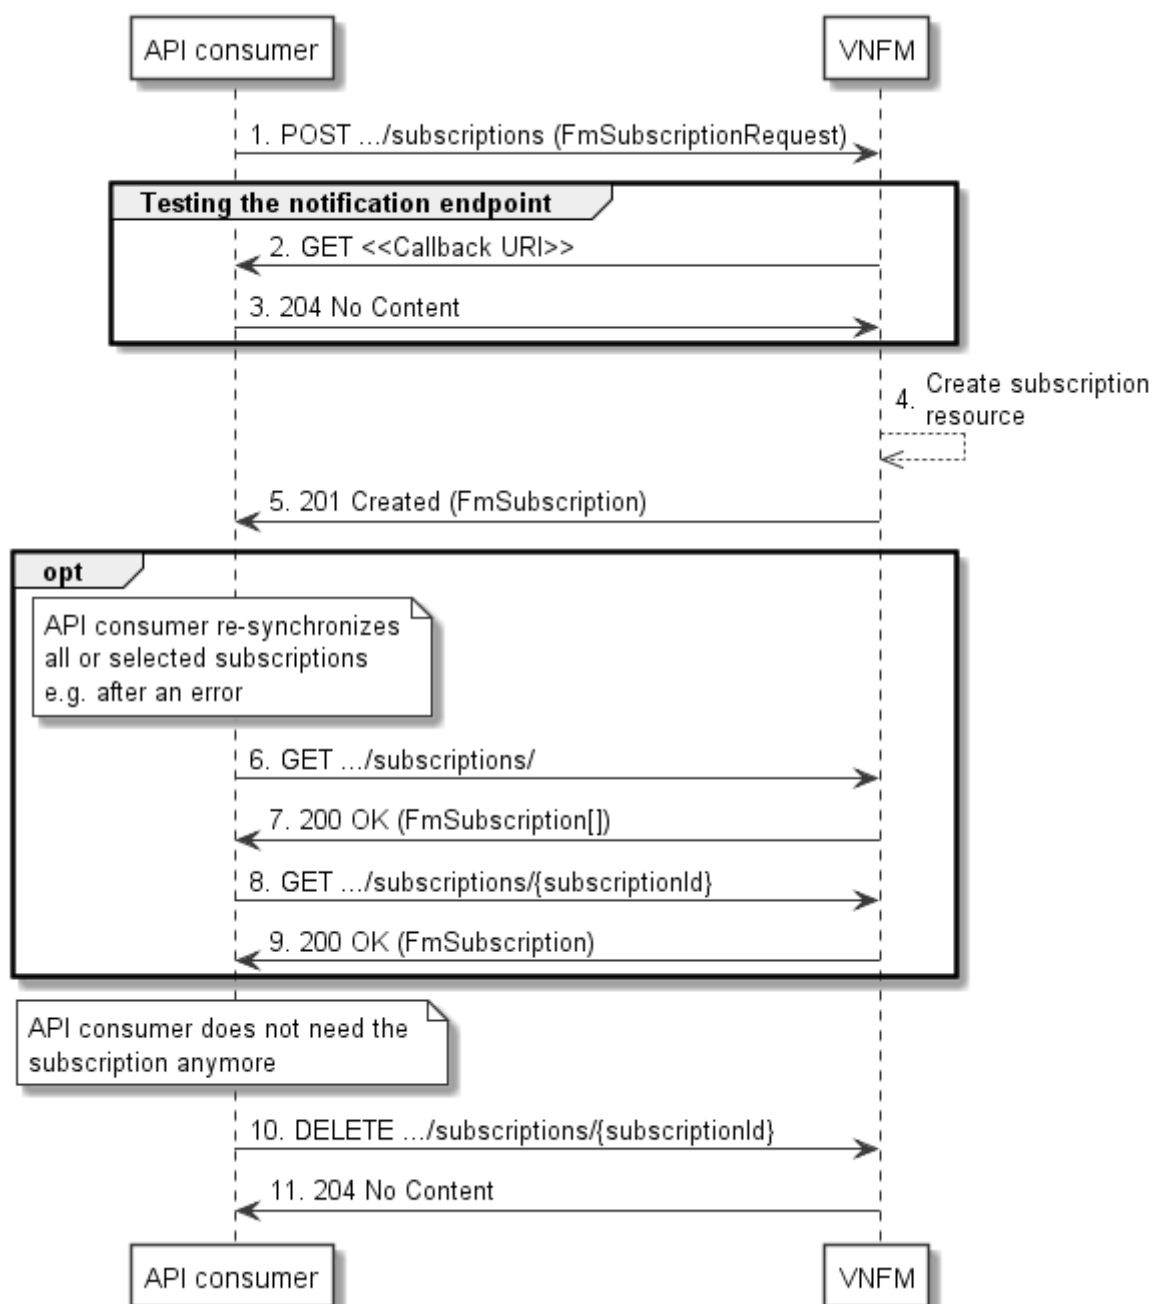 API consumer
VNFM
1. POST .../subscriptions (FmSubscriptionRequest)
Testing the notification endpoint
2. GET <<Callback URI>>
3. 204 No Content
4. Create subscription
resource
5. 201 Created (FmSubscription)
opt
API consumer re-synchronizes
all or selected subscriptions
e.g. after an error
6. GET .../subscriptions/
7. 200 OK (FmSubscription[])
8. GET .../subscriptions/{subscriptionId}
9. 200 OK (FmSubscription)
API consumer does not need the
subscription anymore
10. DELETE .../subscriptions/{subscriptionId}
11. 204 No Content
API consumer
VNFM